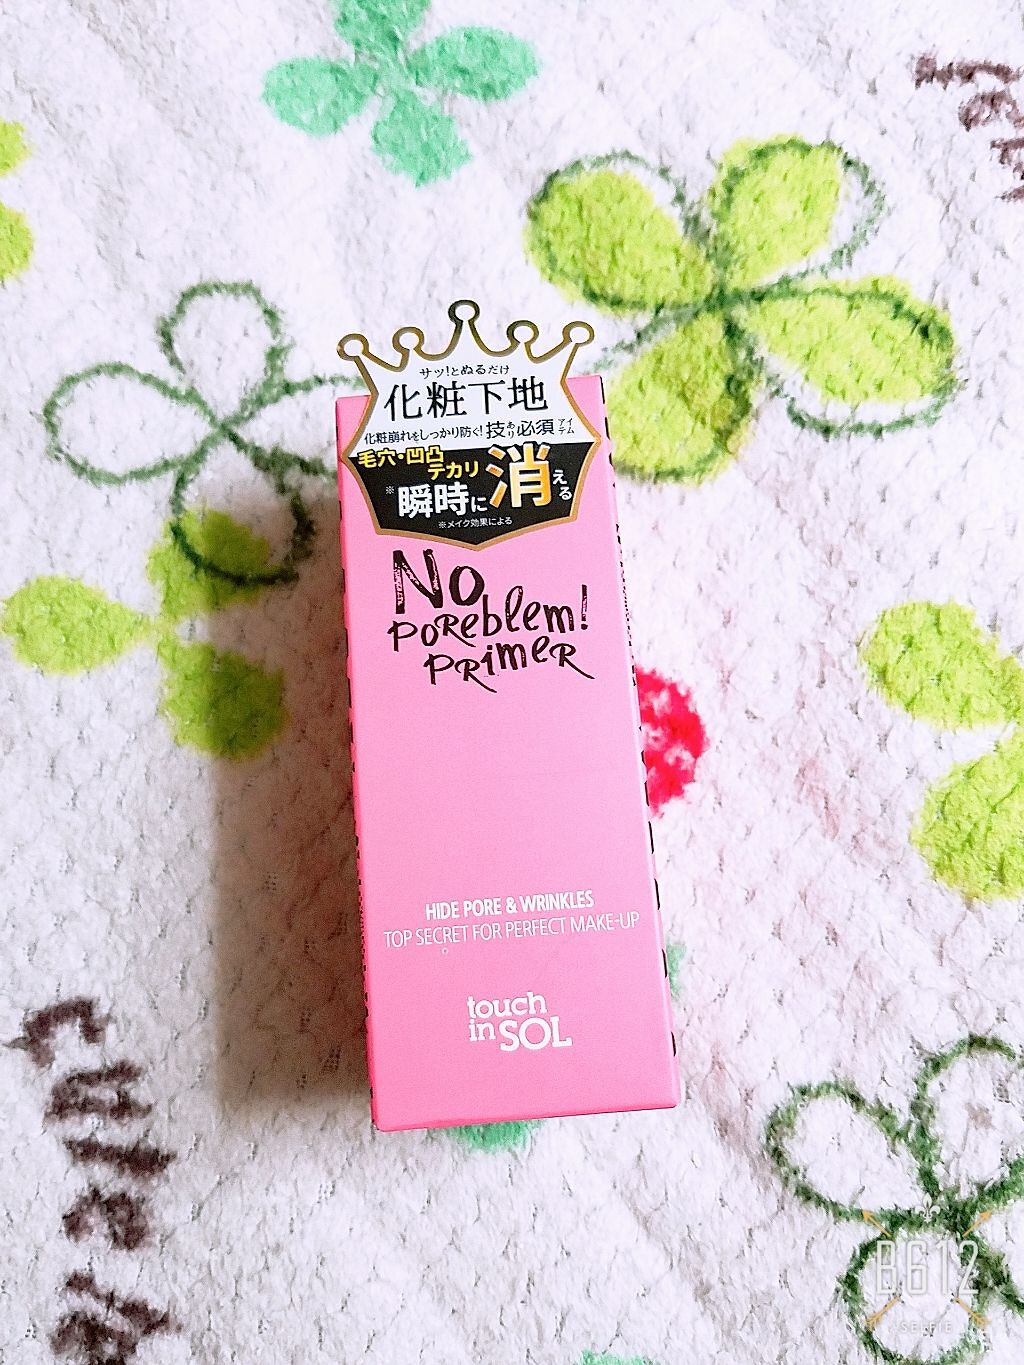 サッ!とぬるだけ
化粧下地
化粧崩れをしっかり防ぐ!技あり必須アイテム
毛穴・凹凸
テカリ
※瞬時に消える
※メイク効果による
No
POReblem!
PRimeR
HIDE PORE & WRINKLES
TOP SECRET FOR PERFECT MAKE-UP
touch
in SOL
B612
SELFIE